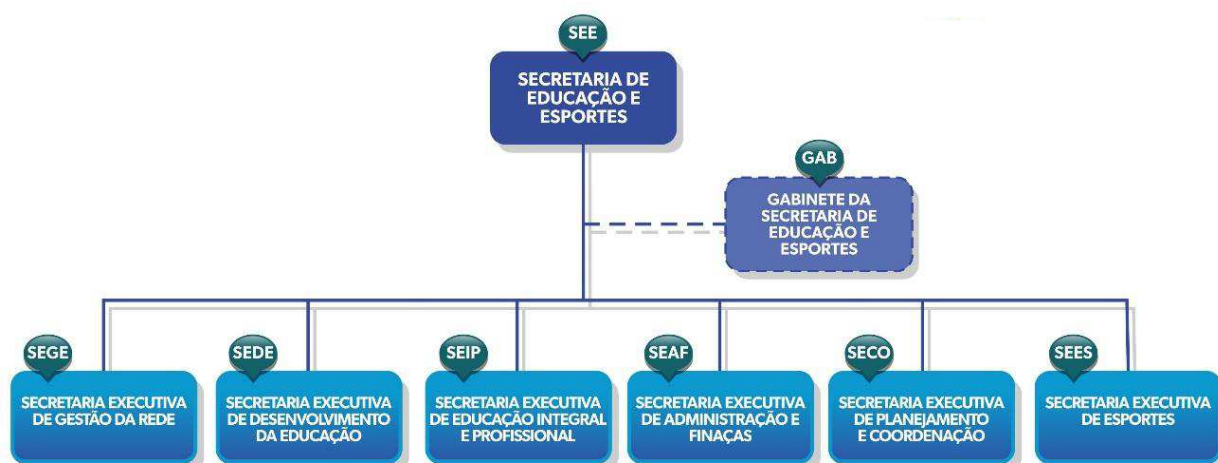 SEE
SECRETARIA DE
EDUCAÇÃO E
ESPORTES
GAB
GABINETE DA
SECRETARIA DE
EDUCAÇÃO E
ESPORTES
SEGE
SECRETARIA EXECUTIVA
DE GESTÃO DA REDE
SEDE
SECRETARIA EXECUTIVA
DE DESENVOLVIMENTO
DA EDUCAÇÃO
SEIP
SECRETARIA EXECUTIVA
DE EDUCAÇÃO INTEGRAL
E PROFISSIONAL
SEAF
SECRETARIA EXECUTIVA
DE ADMINISTRAÇÃO E
FINAÇAS
SECO
SECRETARIA EXECUTIVA
DE PLANEJAMENTO
E COORDENAÇÃO
SEES
SECRETARIA EXECUTIVA
DE ESPORTES